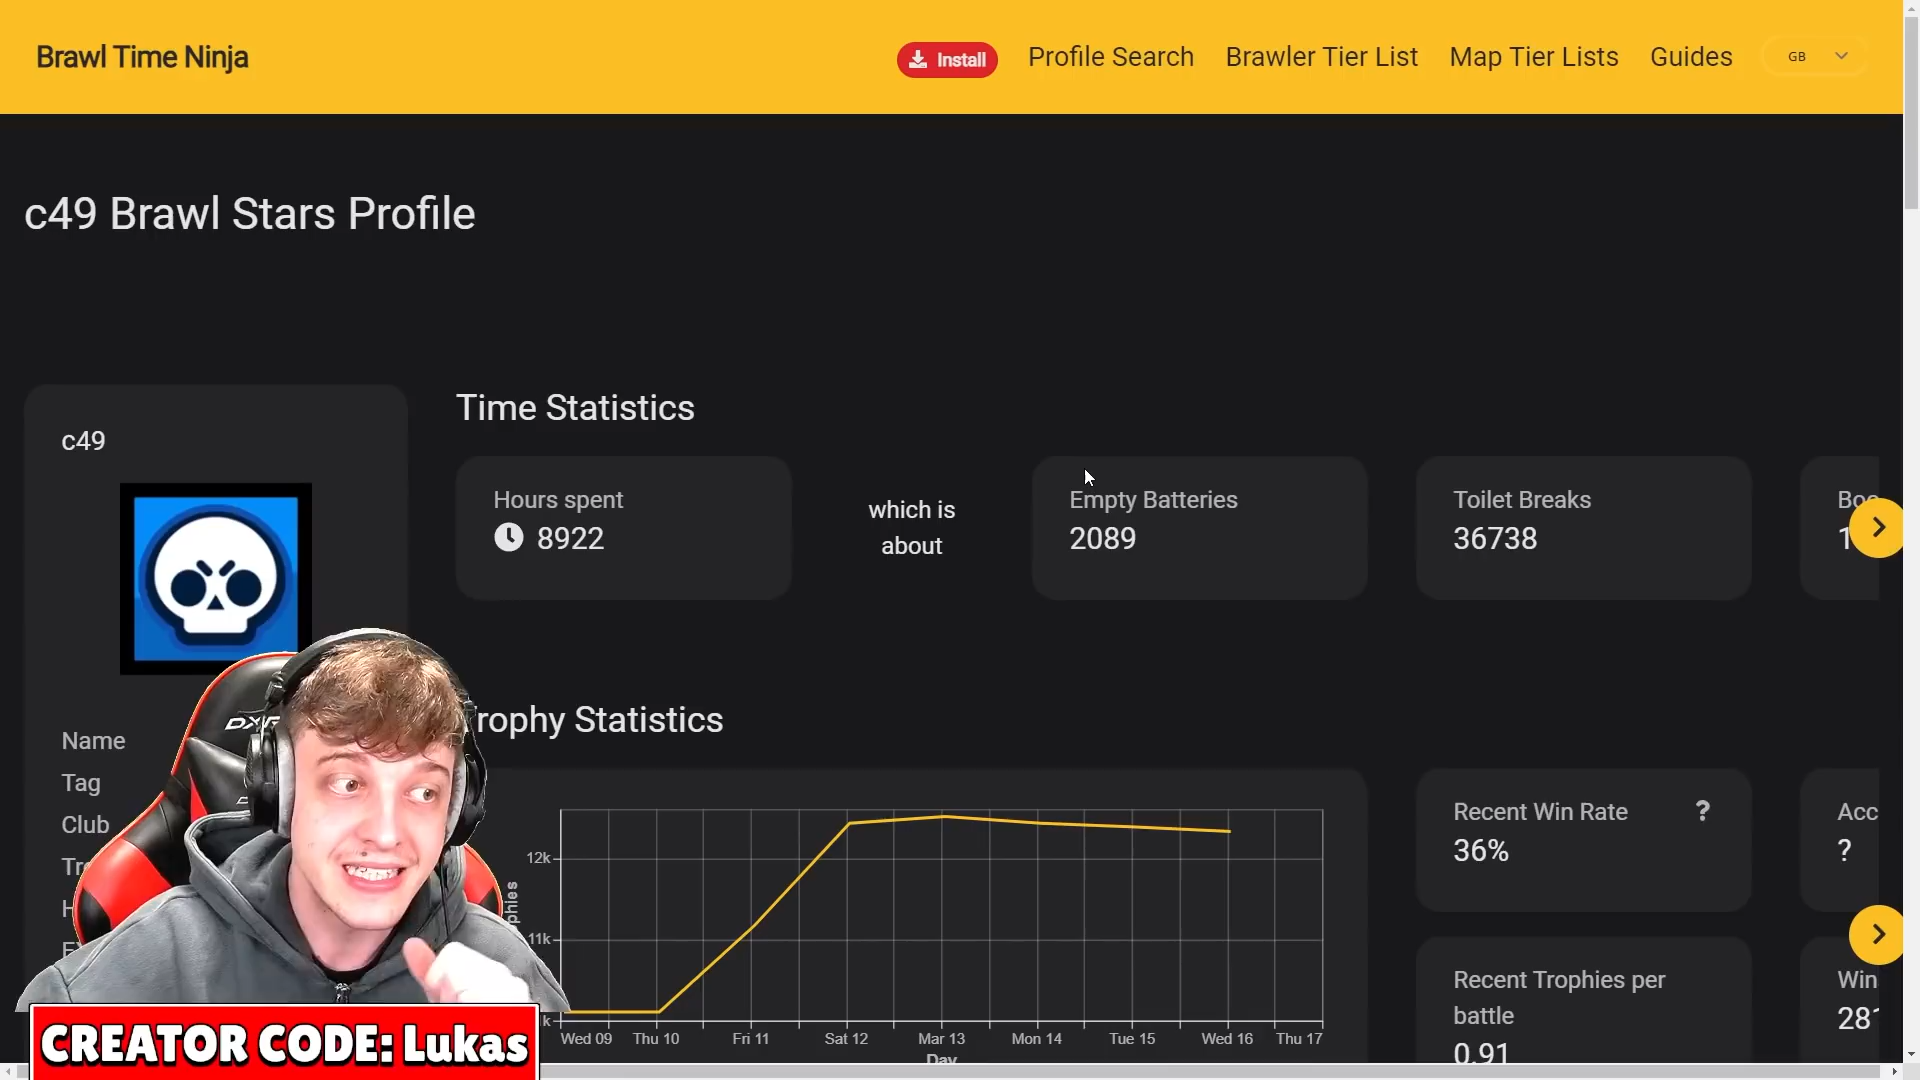 Brawl Time Ninja
Install
Profile Search
Brawler Tier List
Map Tier Lists
Guides
GB
c49 Brawl Stars Profile
c49
Time Statistics
Hours spent
8922
which is
about
Empty Batteries
2089
Toilet Breaks
36738
Name
Tag
Club
Trophy Statistics
12k
11k
Wed 09
Thu 10
Fri 11
Sat 12
Mar 13
Mon 14
Tue 15
Wed 16
Thu 17
Day
Recent Win Rate
?
36%
Acc
?
Recent Trophies per
battle
0.91
Win
CREATOR CODE: Lukas